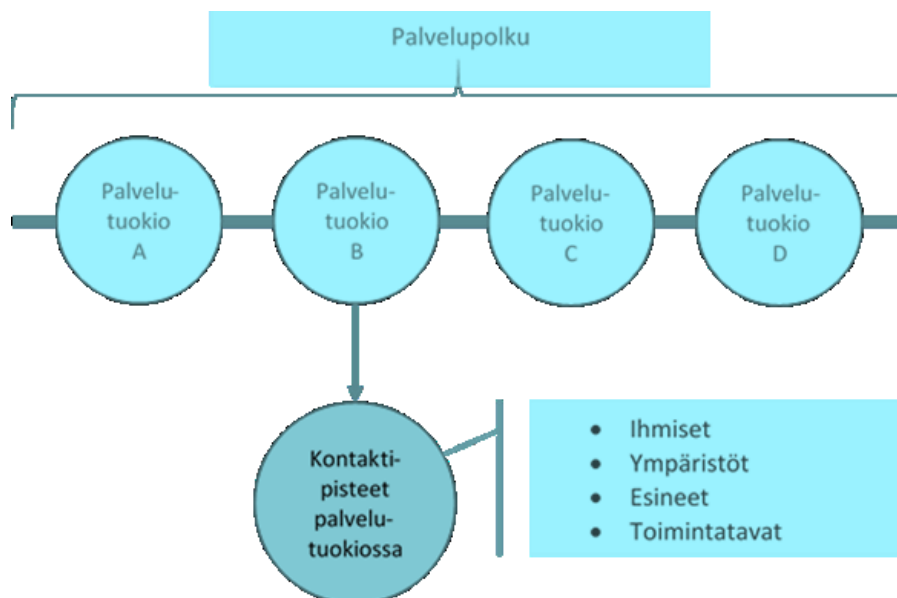 Palvelupolku
Palvelu-
tuokio
A
Palvelu-
tuokio
B
Palvelu-
tuokio
C
Palvelu-
tuokio
D
Kontakti-
pisteet
palvelu-
tuokiossa
• Ihmiset
• Ympäristöt
• Esineet
• Toimintatavat